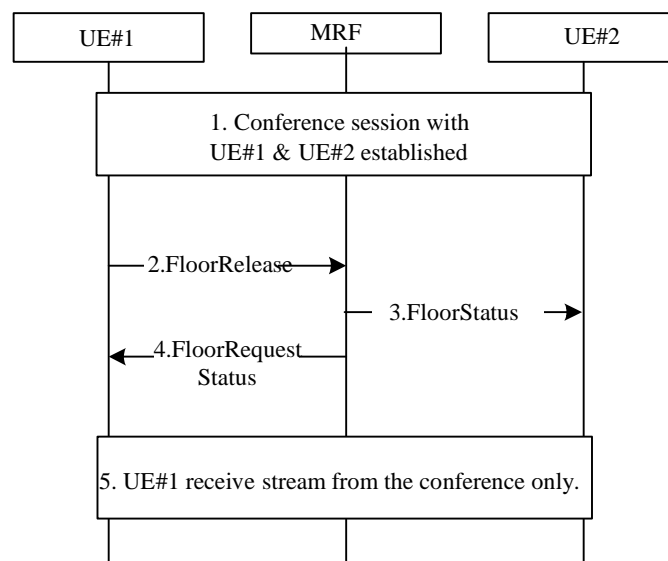 UE#1
MRF
UE#2
1. Conference session with
UE#1 & UE#2 established
2.FloorRelease
3.FloorStatus
4.FloorRequest
Status
5. UE#1 receive stream from the conference only.